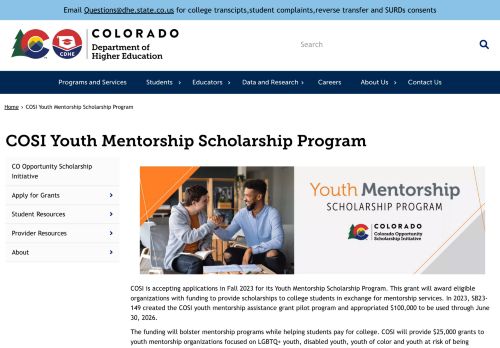 Email Questions@dhe.state.co.us for college transcipts,student complaints,reverse transfer and SURDs consents
CDHE
COLORADO
Department of
Higher Education
Search
Programs and Services
Students
Educators
Data and Research
Careers
About Us
Contact Us
Home > COSI Youth Mentorship Scholarship Program
COSI Youth Mentorship Scholarship Program
CO Opportunity Scholarship
Initiative
Apply for Grants
Student Resources
Provider Resources
About
Youth Mentorship
SCHOLARSHIP PROGRAM
COLORADO
Colorado Opportunity
Scholarship Initiative
COSI is accepting applications in Fall 2023 for its Youth Mentorship Scholarship Program. This grant will award eligible
organizations with funding to provide scholarships to college students in exchange for mentorship services. In 2023, SB23-
149 created the COSI youth mentorship assistance grant pilot program and appropriated $100,000 to be used through June
30, 2026.
The funding will bolster mentorship programs while helping students pay for college. COSI will provide $25,000 grants to
youth mentorship organizations focused on LGBTQ+ youth, disabled youth, youth of color and youth at risk of being